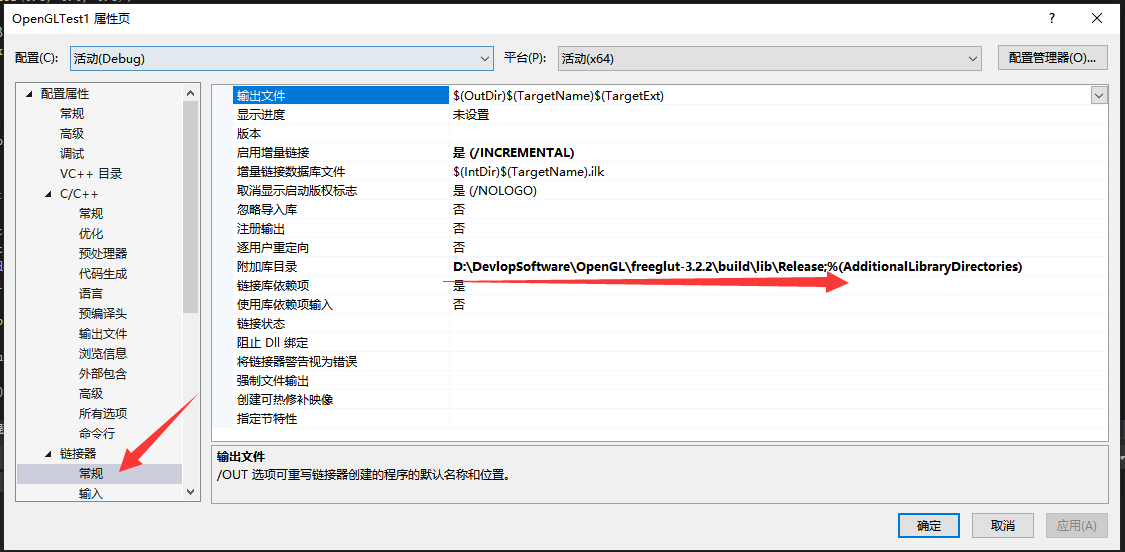 OpenGLTest1 属性页
?
配置(C):
活动(Debug)
平台(P):
活动(x64)
配置管理器(O)...
配置属性
常规
高级
调试
VC++ 目录
C/C++
常规
优化
预处理器
代码生成
语言
预编译头
输出文件
浏览信息
外部包含
高级
所有选项
命令行
链接器
常规
输入
输出文件 $(OutDir)$(TargetName)$(TargetExt)
显示进度 未设置
版本
启用增量链接 是 (/INCREMENTAL)
增量链接数据库文件 $(IntDir)$(TargetName).ilk
取消显示启动版权标志 是 (/NOLOGO)
忽略导入库 否
注册输出 否
逐用户重定向 否
附加库目录 D:\DevlopSoftware\OpenGL\freeglut-3.2.2\build\lib\Release;%(AdditionalLibraryDirectories)
链接库依赖项 是
使用库依赖项输入 否
链接状态
阻止 Dll 绑定
将链接器警告视为错误
强制文件输出
创建可热修补映像
指定节特性
输出文件
/OUT 选项可重写链接器创建的程序的默认名称和位置。
确定
取消
应用(A)